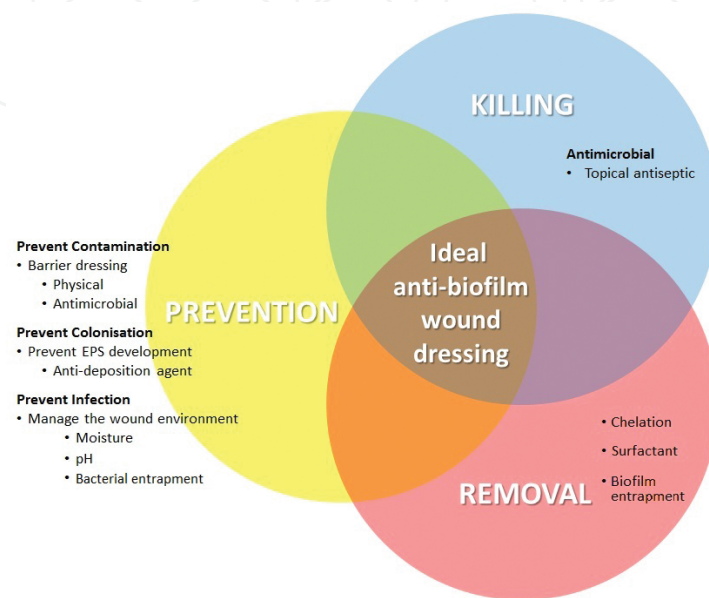 KILLING
Antimicrobial
• Topical antiseptic
Prevent Contamination
• Barrier dressing
• Physical
• Antimicrobial
PREVENTION
Prevent Colonisation
• Prevent EPS development
• Anti-deposition agent
Prevent Infection
• Manage the wound environment
• Moisture
• pH
• Bacterial entrapment
Ideal
anti-biofilm
wound
dressing
• Chelation
• Surfactant
• Biofilm
entrapment
REMOVAL